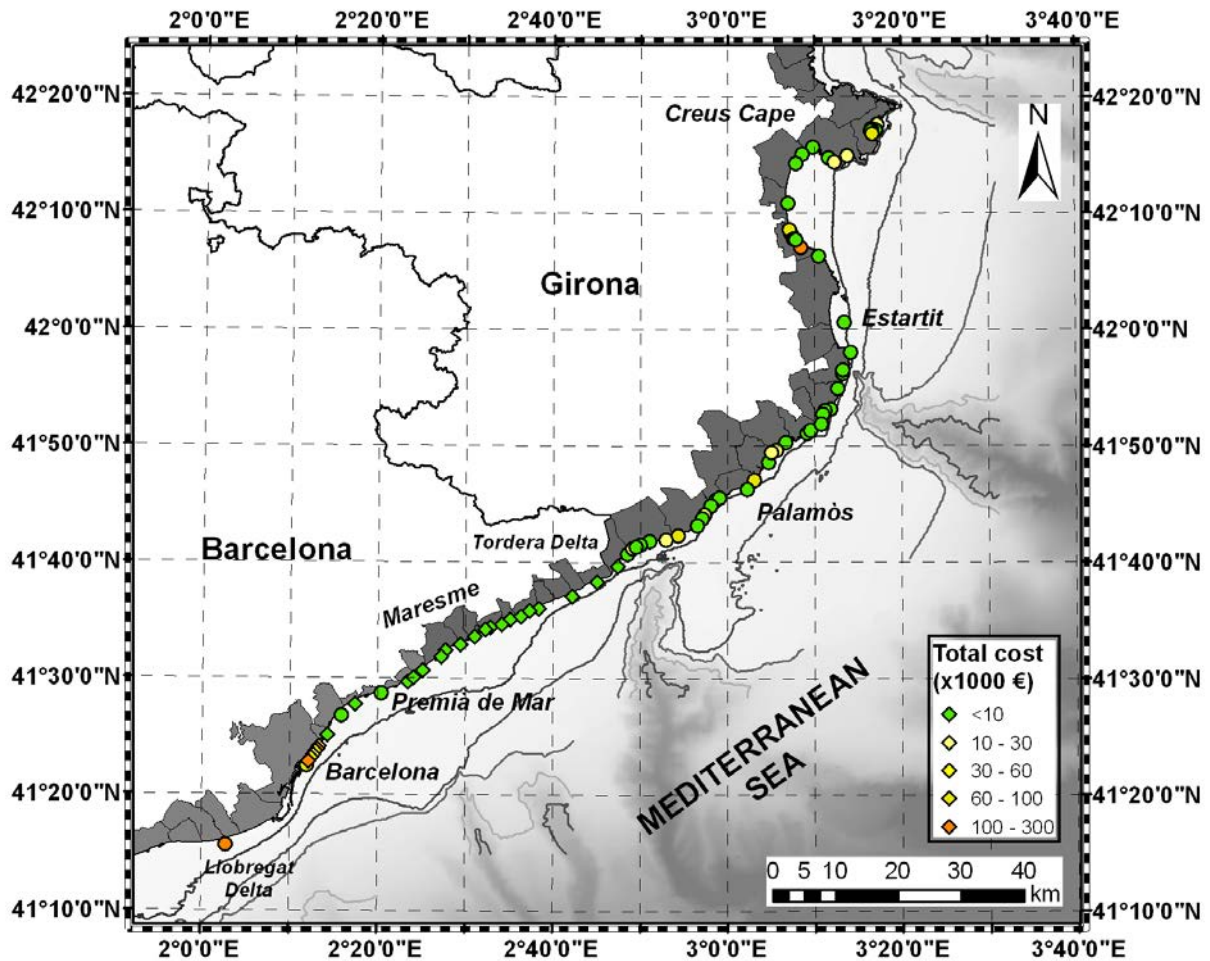 2°0'0"E 2°20'0"E 2°40'0"E 3°0'0"E 3°20'0"E 3°40'0"E
42°20'0"N 42°20'0"N
Creus Cape
N
42°10'0"N 42°10'0"N
Girona
42°0'0"N 42°0'0"N
Estartit
41°50'0"N 41°50'0"N
Palamòs
Barcelona
Tordera Delta
41°40'0"N 41°40'0"N
Maresme
Total cost
(x1000 €)
<10
10 - 30
30 - 60
60 - 100
100 - 300
41°30'0"N 41°30'0"N
Premià de Mar
MEDITERRANEAN
SEA
Barcelona
41°20'0"N 41°20'0"N
Llobregat
Delta
0 5 10 20 30 40
km
41°10'0"N 41°10'0"N
2°0'0"E 2°20'0"E 2°40'0"E 3°0'0"E 3°20'0"E 3°40'0"E